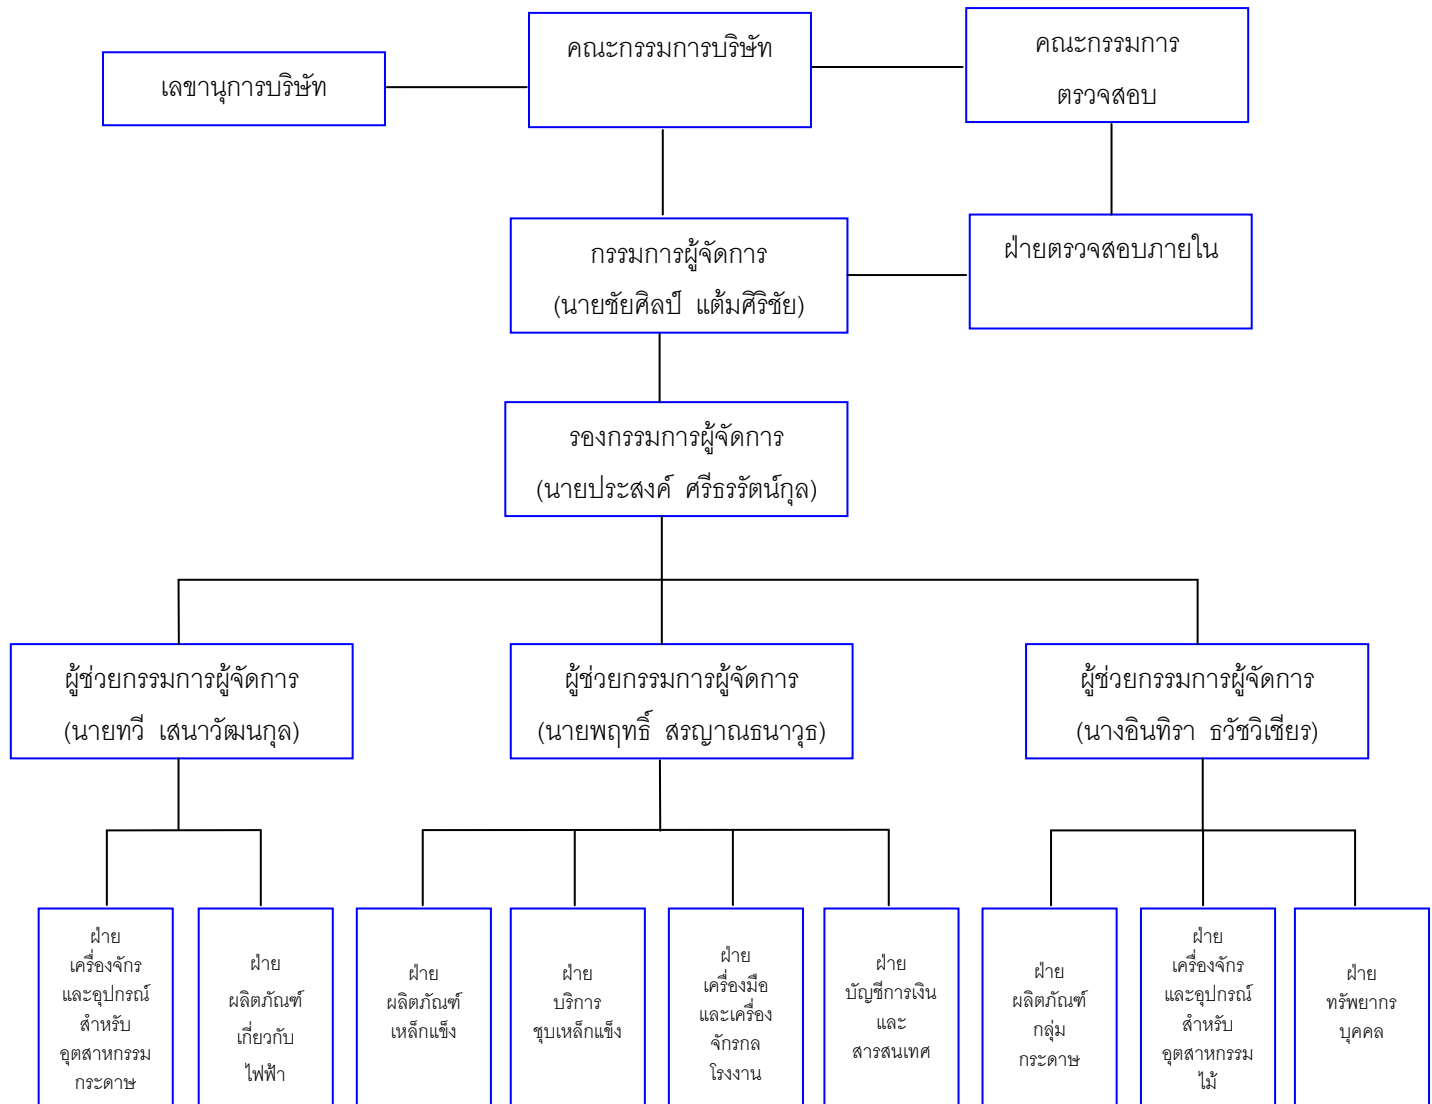 คณะกรรมการบริษัท
คณะกรรมการ
ตรวจสอบ
เลขานุการบริษัท
กรรมการผู้จัดการ
(นายชัยศิลป์ แต้มศิริชัย)
ฝ่ายตรวจสอบภายใน
รองกรรมการผู้จัดการ
(นายประสงค์ ศรีธรรัตน์กุล)
ผู้ช่วยกรรมการผู้จัดการ
(นายทวี เสนาวัฒนกุล)
ผู้ช่วยกรรมการผู้จัดการ
(นายพฤทธิ์ สรญาณธนาวุธ)
ผู้ช่วยกรรมการผู้จัดการ
(นางอินทิรา ธวัชวิเชียร)
ฝ่าย
เครื่องจักร
และอุปกรณ์
สำหรับ
อุตสาหกรรม
กระดาษ
ฝ่าย
ผลิตภัณฑ์
เกี่ยวกับ
ไฟฟ้า
ฝ่าย
ผลิตภัณฑ์
เหล็กแข็ง
ฝ่าย
บริการ
ชุบเหล็กแข็ง
ฝ่าย
เครื่องมือ
และเครื่อง
จักรกล
โรงงาน
ฝ่าย
บัญชีการเงิน
และ
สารสนเทศ
ฝ่าย
ผลิตภัณฑ์
กลุ่ม
กระดาษ
ฝ่าย
เครื่องจักร
และอุปกรณ์
สำหรับ
อุตสาหกรรม
ไม้
ฝ่าย
ทรัพยากร
บุคคล